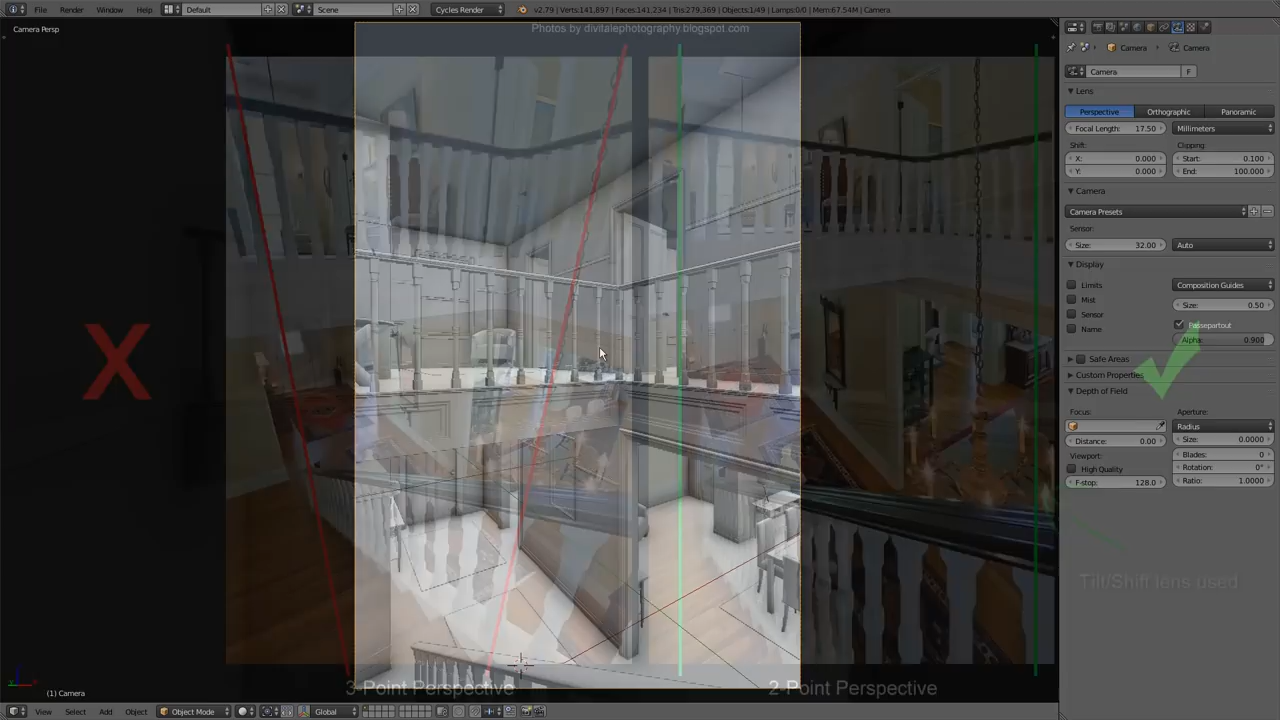 File Render Window Help Default Scene Cycles Render v2.79 | Verts:141,897 | Faces:141,234 | Tris:279,369 | Objects:1/49 | Lamps:0/0 | Mem:67.54M | Camera
Camera Persp
Photos by divitalephotography.blogspot.com
Camera Camera
Camera F
Lens
Perspective Orthographic Panoramic
Focal Length: 17.50 Millimeters
Shift: Clipping:
X: 0.000 Start: 0.100
Y: 0.000 End: 100.000
Camera
Camera Presets
Sensor:
Size: 32.00 Auto
Display
Limits Composition Guides
Mist Size: 0.50
Sensor Passepartout
Name Alpha: 0.900
Safe Areas
Custom Properties
Depth of Field
Focus: Aperture:
Radius
Distance: 0.00 Size: 0.0000
Viewport: Blades: 0
High Quality Rotation: 0°
F-stop: 128.0 Ratio: 1.0000
X
Tilt/Shift lens used
3-Point Perspective 2-Point Perspective
(1) Camera
View Select Add Object Object Mode Global